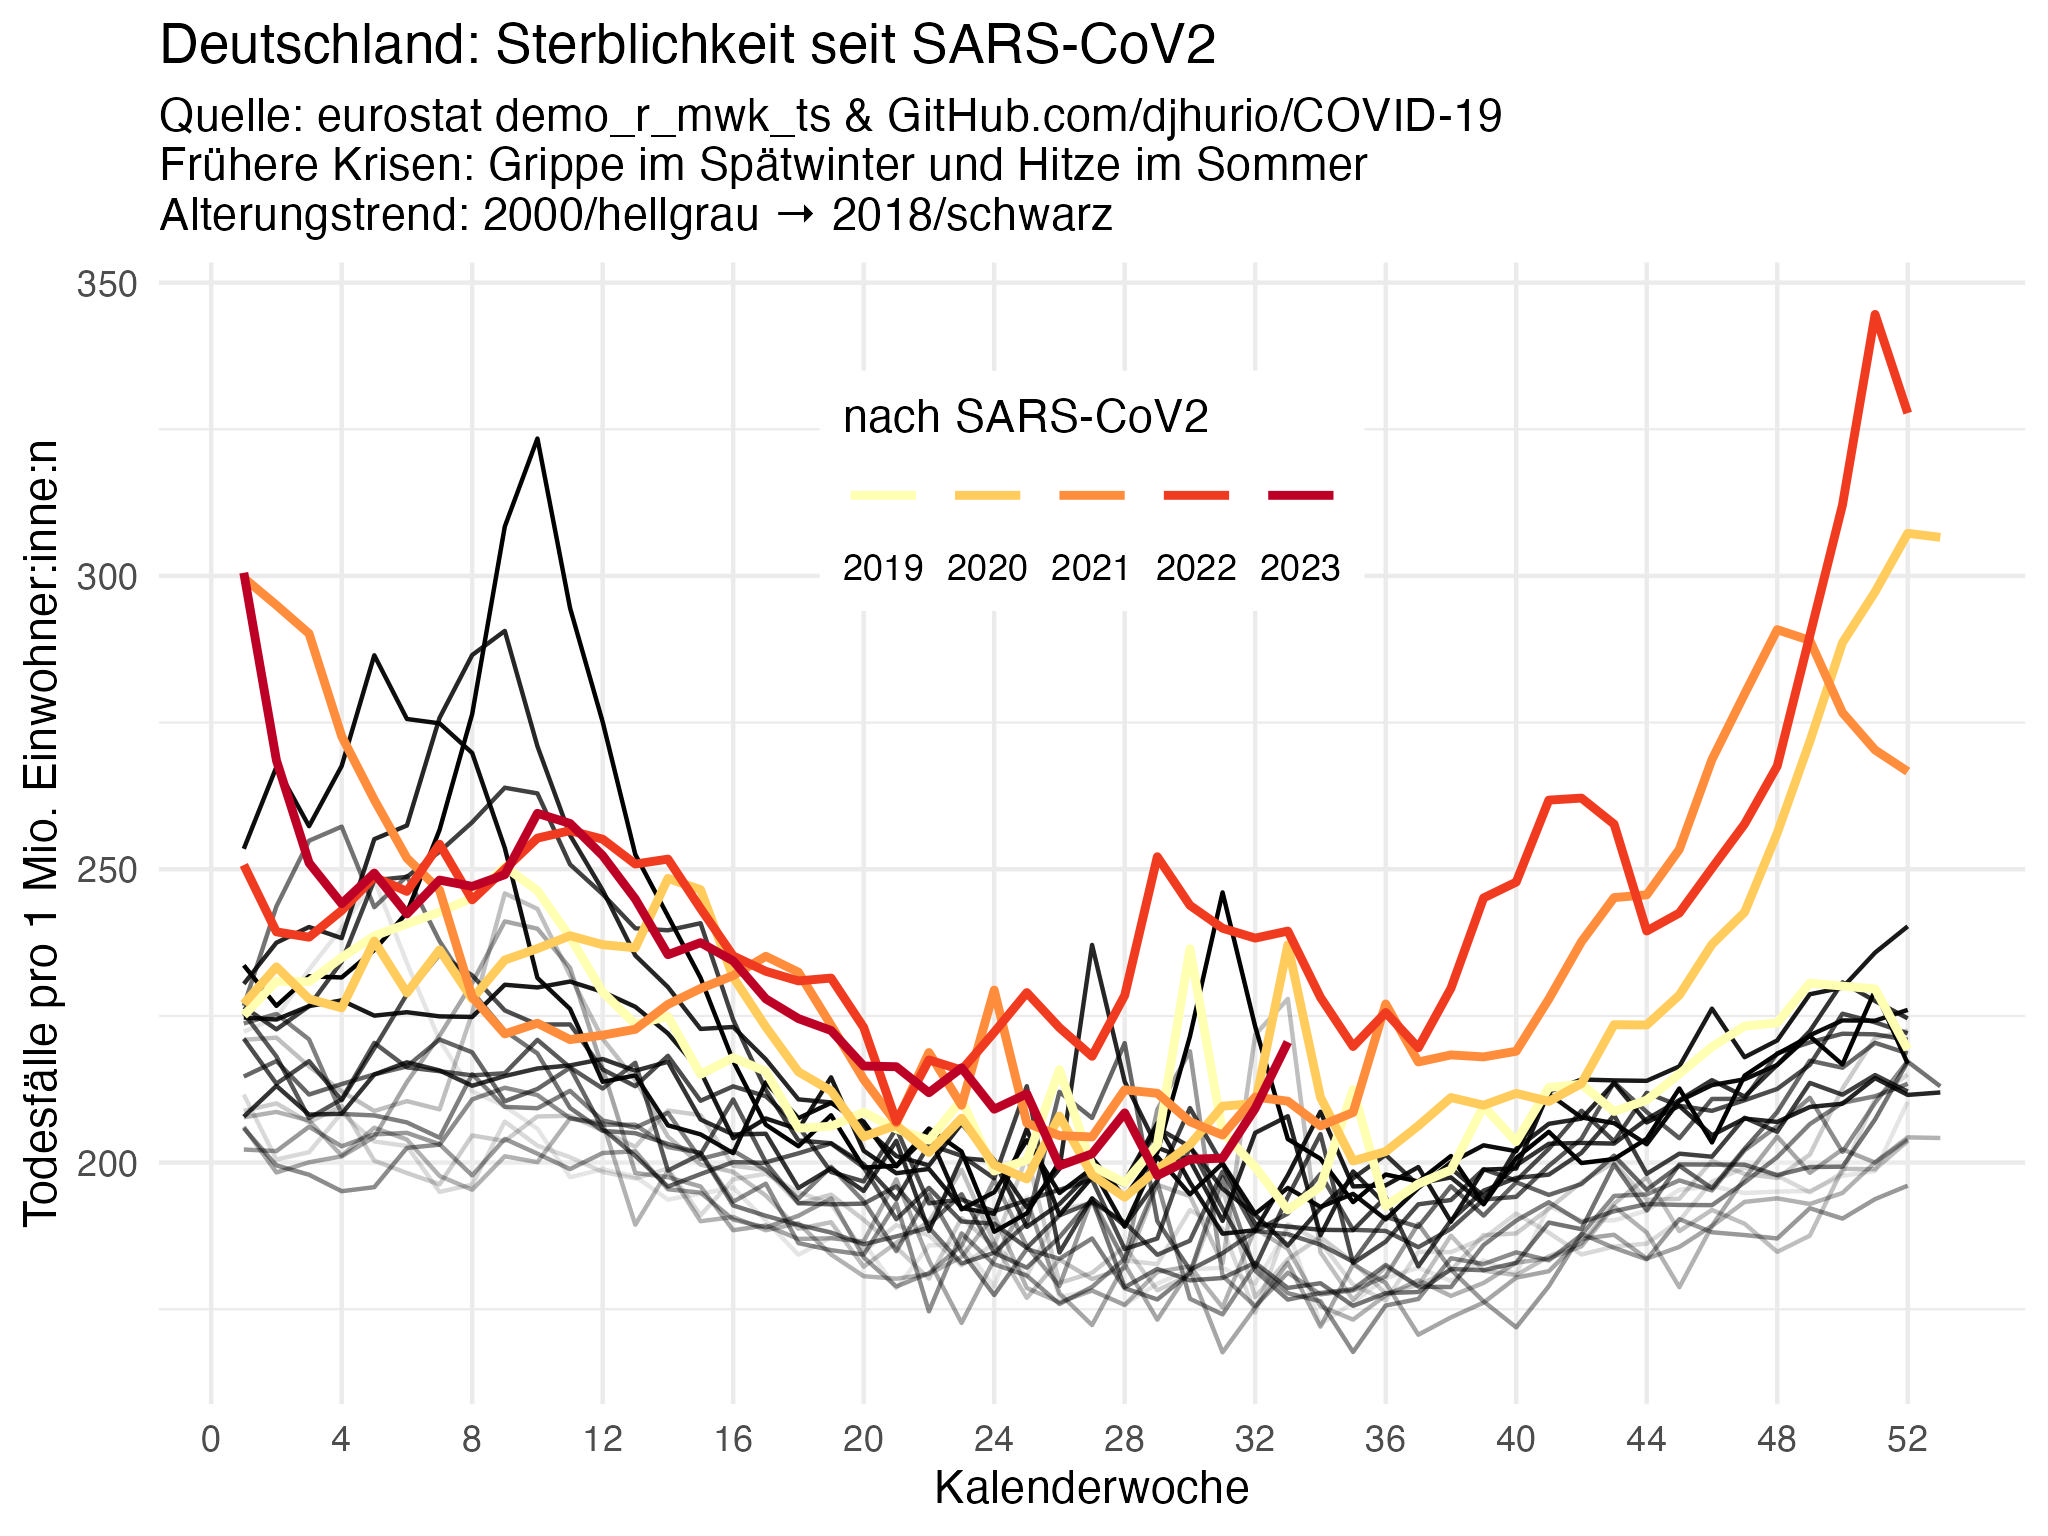 Deutschland: Sterblichkeit seit SARS-CoV2
Quelle: eurostat demo_r_mwk_ts & GitHub.com/djhurio/COVID-19
Frühere Krisen: Grippe im Spätwinter und Hitze im Sommer
Alterungstrend: 2000/hellgrau → 2018/schwarz
Todesfälle pro 1 Mio. Einwohner:inne:n
350
300
250
200
nach SARS-CoV2
2019 2020 2021 2022 2023
0 4 8 12 16 20 24 28 32 36 40 44 48 52
Kalenderwoche